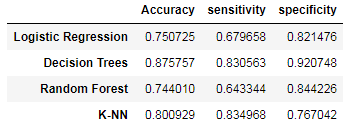 Accuracy sensitivity specificity
Logistic Regression 0.750725 0.679658 0.821476
Decision Trees 0.875757 0.830563 0.920748
Random Forest 0.744010 0.643344 0.844226
K-NN 0.800929 0.834968 0.767042